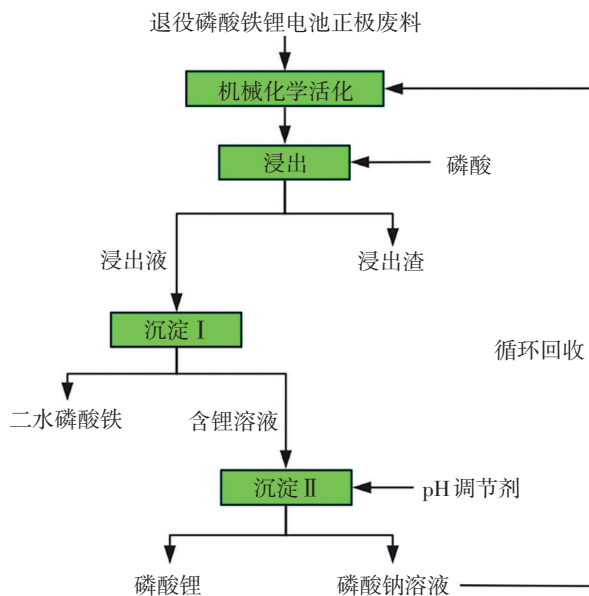 退役磷酸铁锂电池正极废料
机械化学活化
浸出
磷酸
浸出液
浸出渣
沉淀Ⅰ
循环回收
二水磷酸铁
含锂溶液
沉淀Ⅱ
pH调节剂
磷酸锂
磷酸钠溶液